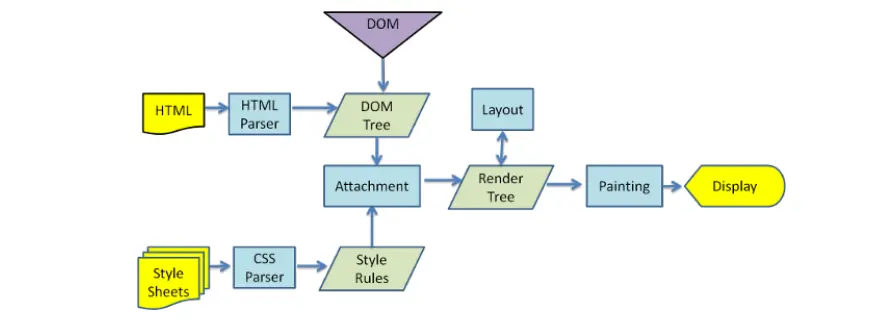 DOM
HTML
HTML
Parser
DOM
Tree
Layout
Attachment
Render
Tree
Painting
Display
Style
Sheets
CSS
Parser
Style
Rules